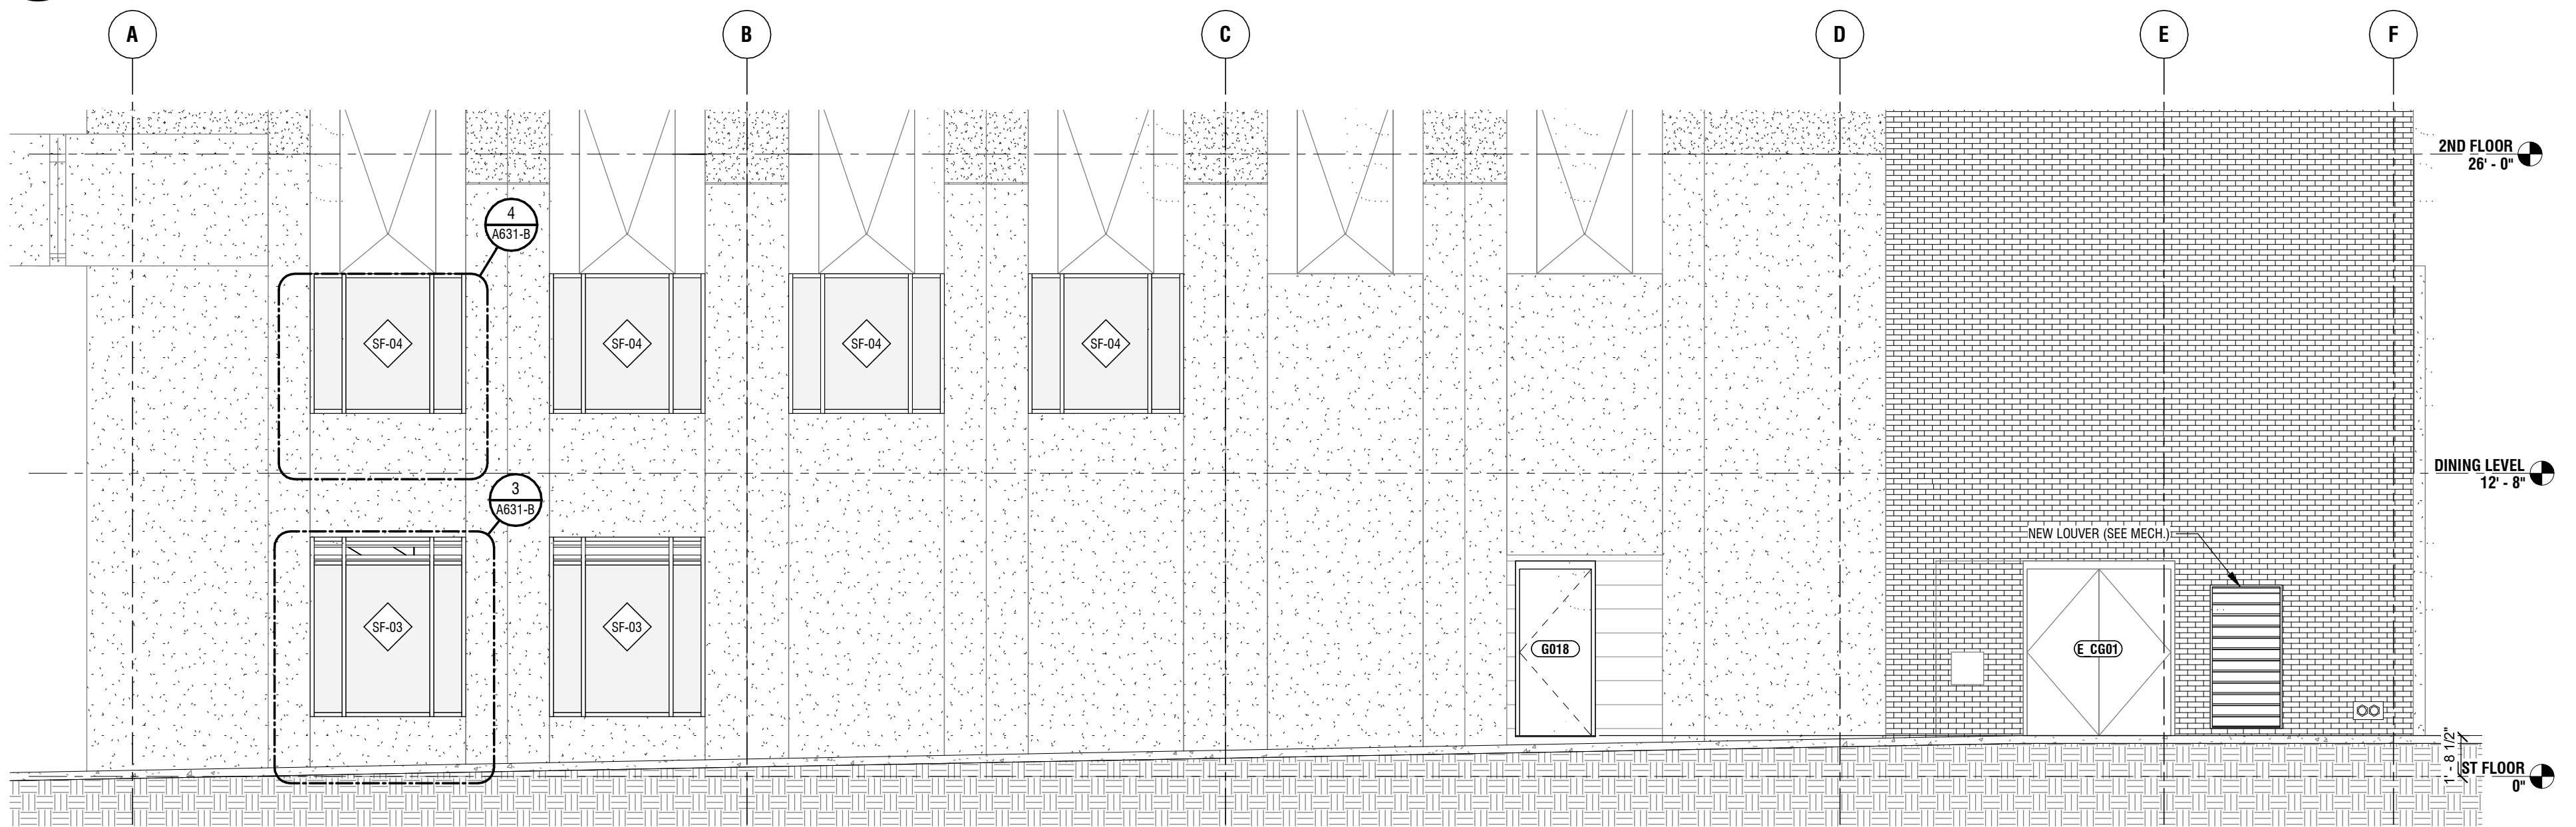 A
B
C
D
E
F
2ND FLOOR
26' - 0"
4
A631-B
SF-04
SF-04
SF-04
SF-04
DINING LEVEL
12' - 8"
3
A631-B
NEW LOUVER (SEE MECH.)
SF-03
SF-03
G018
E_CG01
1' - 8 1/2"
ST FLOOR
0"